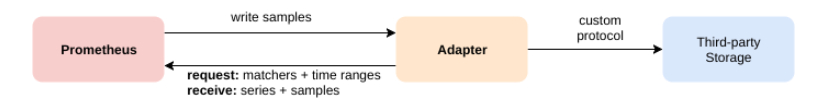 write samples
custom
protocol
Prometheus
Adapter
Third-party
Storage
request: matchers + time ranges
receive: series + samples